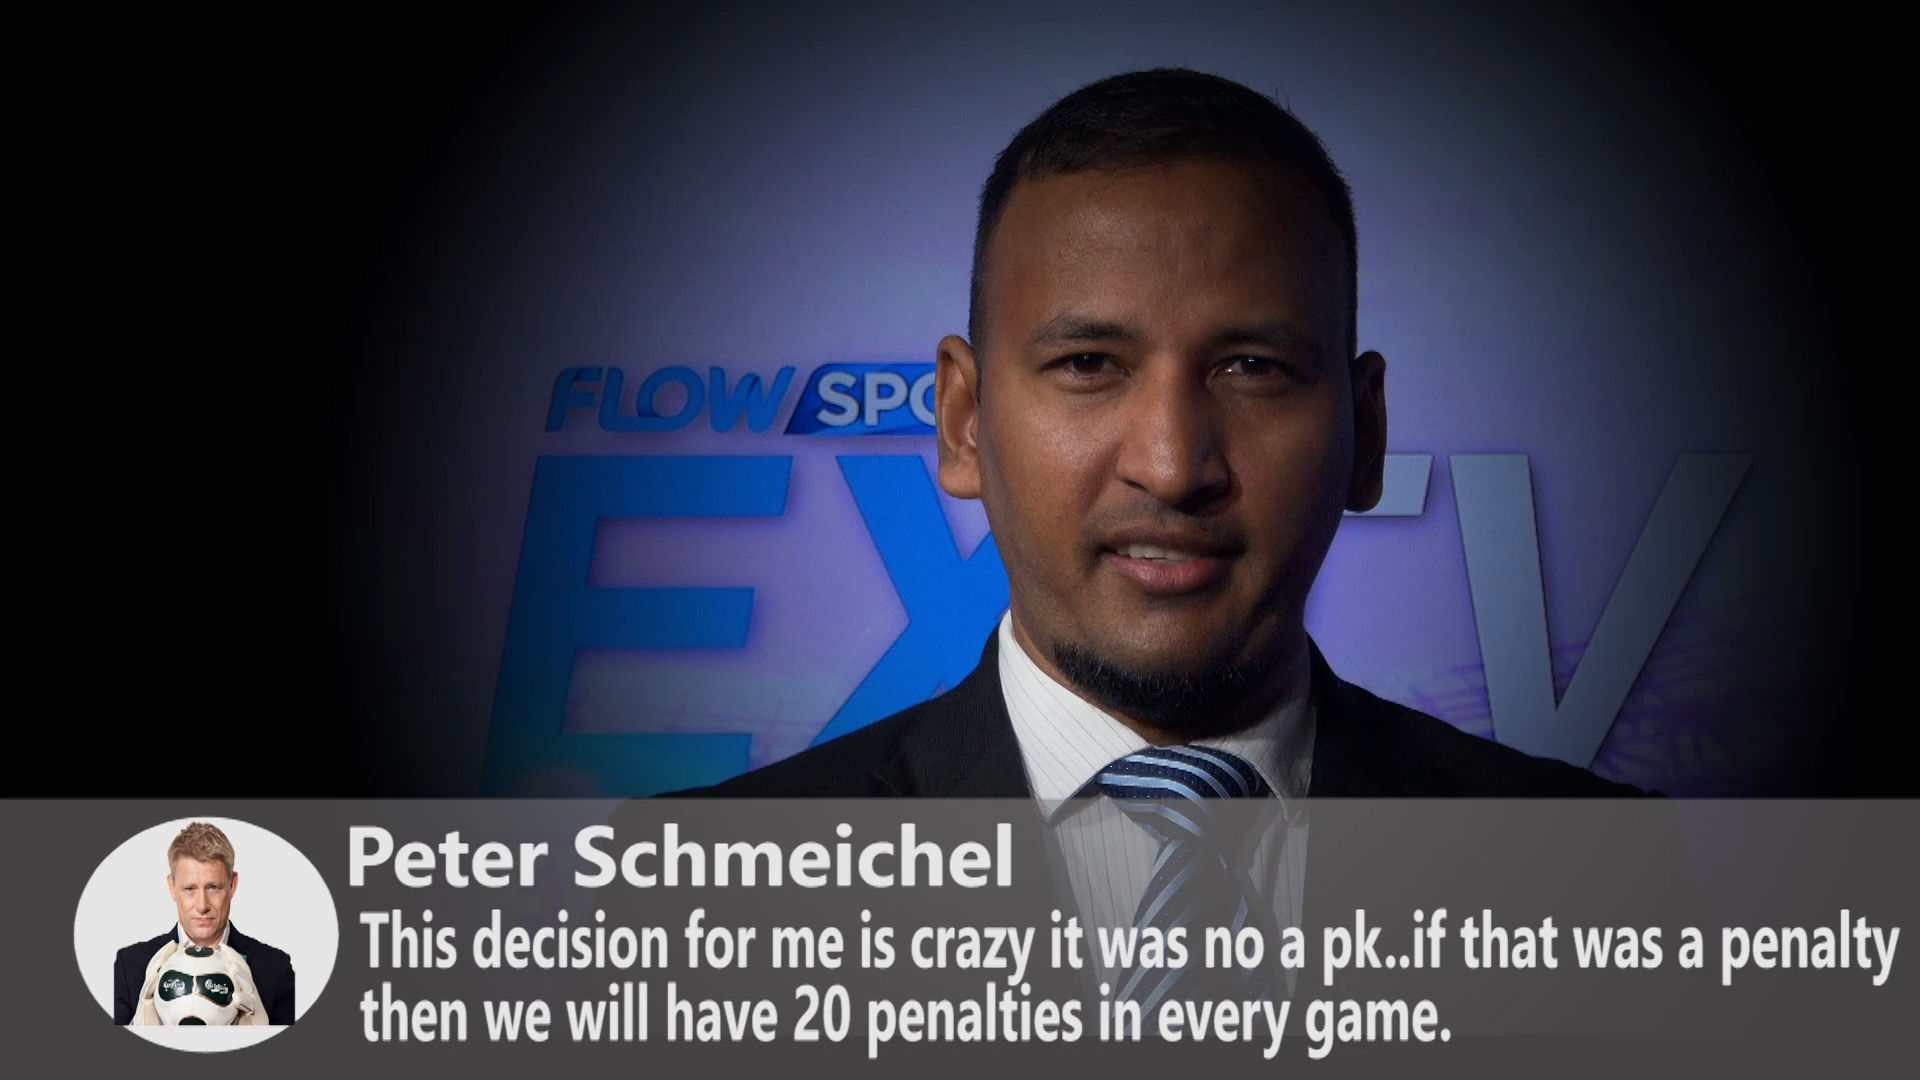 FLOW SPO
EX TV
Peter Schmeichel
This decision for me is crazy it was no a pk..if that was a penalty
then we will have 20 penalties in every game.